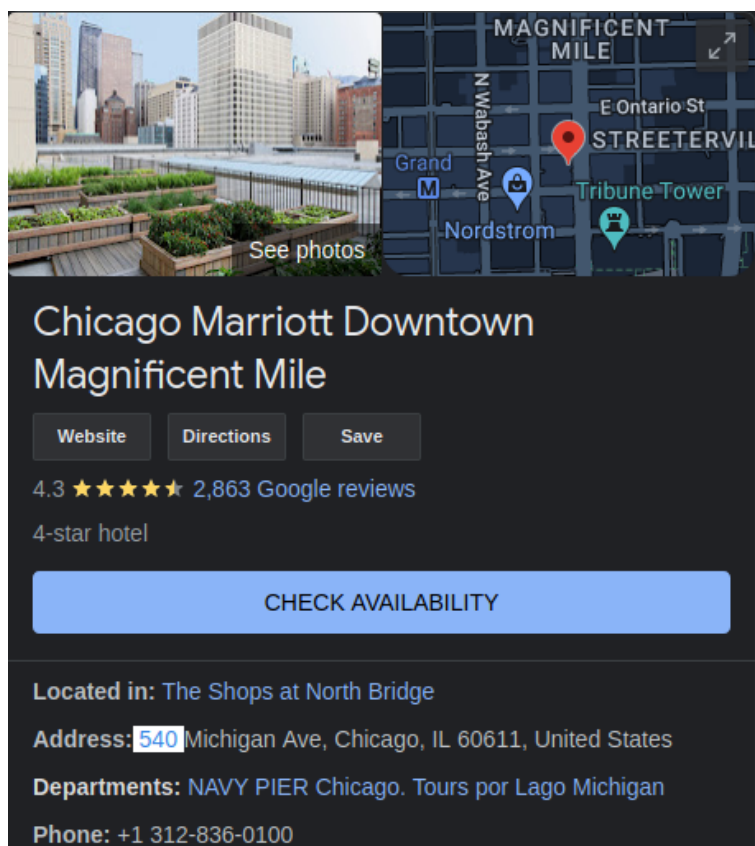 MAGNIFICENT
MILE
N Wabash Ave
E Ontario St
STREETERVIL
Grand
M
Tribune Tower
Nordstrom
See photos
Chicago Marriott Downtown
Magnificent Mile
Website Directions Save
4.3 2,863 Google reviews
4-star hotel
CHECK AVAILABILITY
Located in: The Shops at North Bridge
Address: 540 Michigan Ave, Chicago, IL 60611, United States
Departments: NAVY PIER Chicago. Tours por Lago Michigan
Phone: +1 312-836-0100